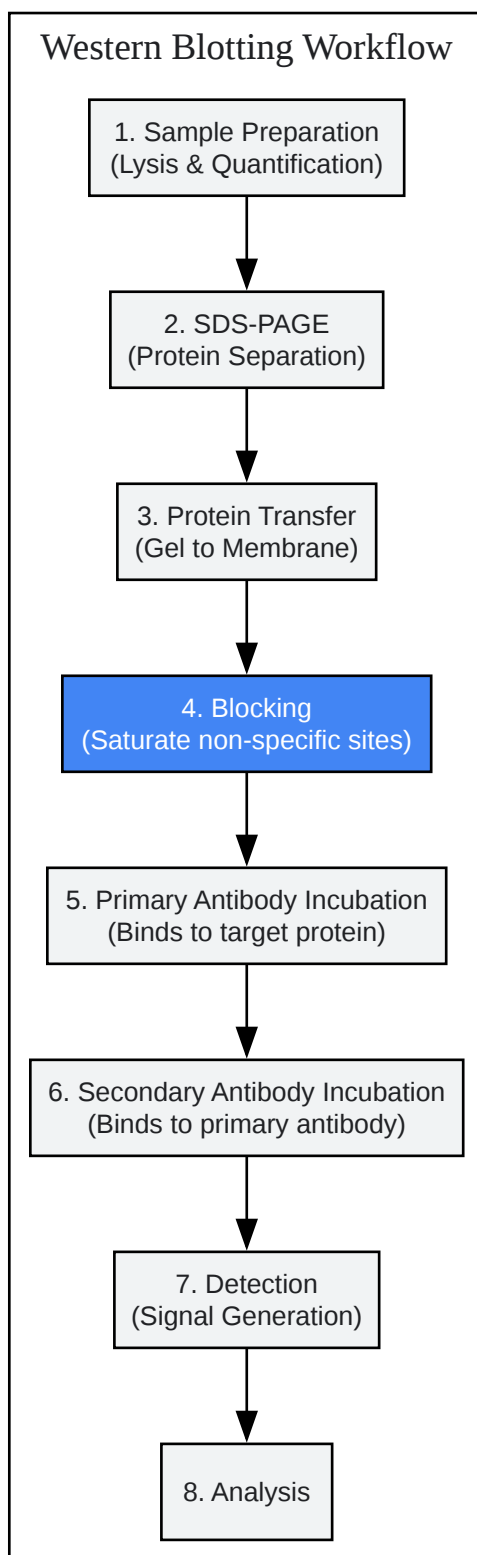 Western Blotting Workflow
1. Sample Preparation
(Lysis & Quantification)
2. SDS-PAGE
(Protein Separation)
3. Protein Transfer
(Gel to Membrane)
4. Blocking
(Saturate non-specific sites)
5. Primary Antibody Incubation
(Binds to target protein)
6. Secondary Antibody Incubation
(Binds to primary antibody)
7. Detection
(Signal Generation)
8. Analysis